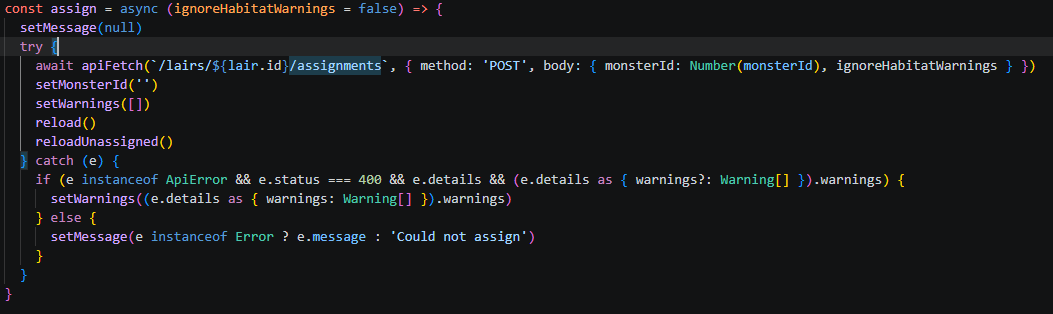 const assign = async (ignoreHabitatWarnings = false) => {
  setMessage(null)
  try {
    await apiFetch(`/lairs/${lair.id}/assignments`, { method: 'POST', body: { monsterId: Number(monsterId), ignoreHabitatWarnings } })
    setMonsterId('')
    setWarnings([])
    reload()
    reloadUnassigned()
  } catch (e) {
    if (e instanceof ApiError && e.status === 400 && e.details && (e.details as { warnings?: Warning[] }).warnings) {
      setWarnings((e.details as { warnings: Warning[] }).warnings)
    } else {
      setMessage(e instanceof Error ? e.message : 'Could not assign')
    }
  }
}